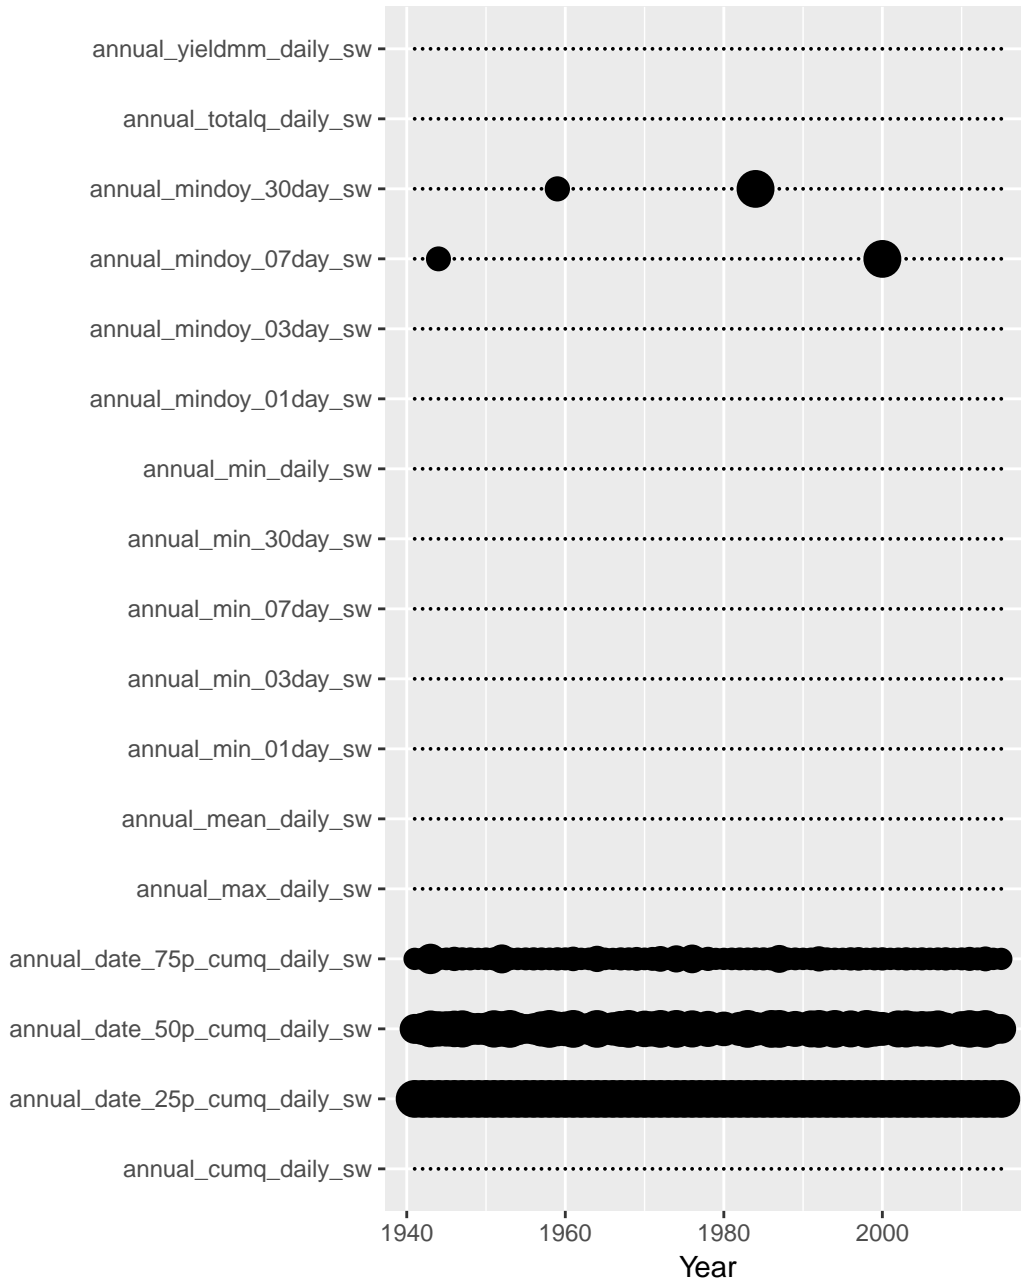 annual_yieldmm_daily_sw
annual_totalq_daily_sw
annual_mindoy_30day_sw
annual_mindoy_07day_sw
annual_mindoy_03day_sw
annual_mindoy_01day_sw
annual_min_daily_sw
annual_min_30day_sw
annual_min_07day_sw
annual_min_03day_sw
annual_min_01day_sw
annual_mean_daily_sw
annual_max_daily_sw
annual_date_75p_cumq_daily_sw
annual_date_50p_cumq_daily_sw
annual_date_25p_cumq_daily_sw
annual_cumq_daily_sw
1940 1960 1980 2000
Year